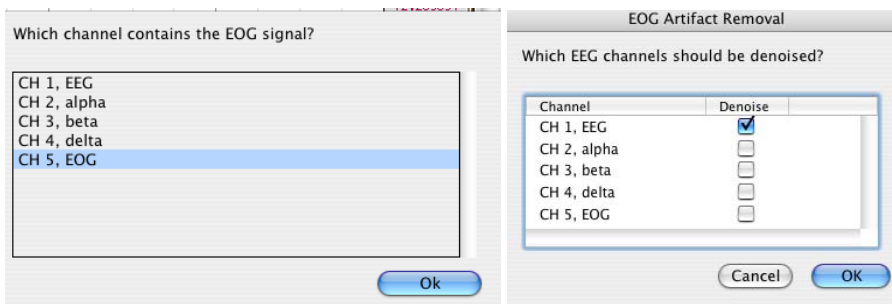 Which channel contains the EOG signal?
CH 1, EEG
CH 2, alpha
CH 3, beta
CH 4, delta
CH 5, EOG
Ok
EOG Artifact Removal
Which EEG channels should be denoised?
Channel Denoise
CH 1, EEG
CH 2, alpha
CH 3, beta
CH 4, delta
CH 5, EOG
Cancel OK